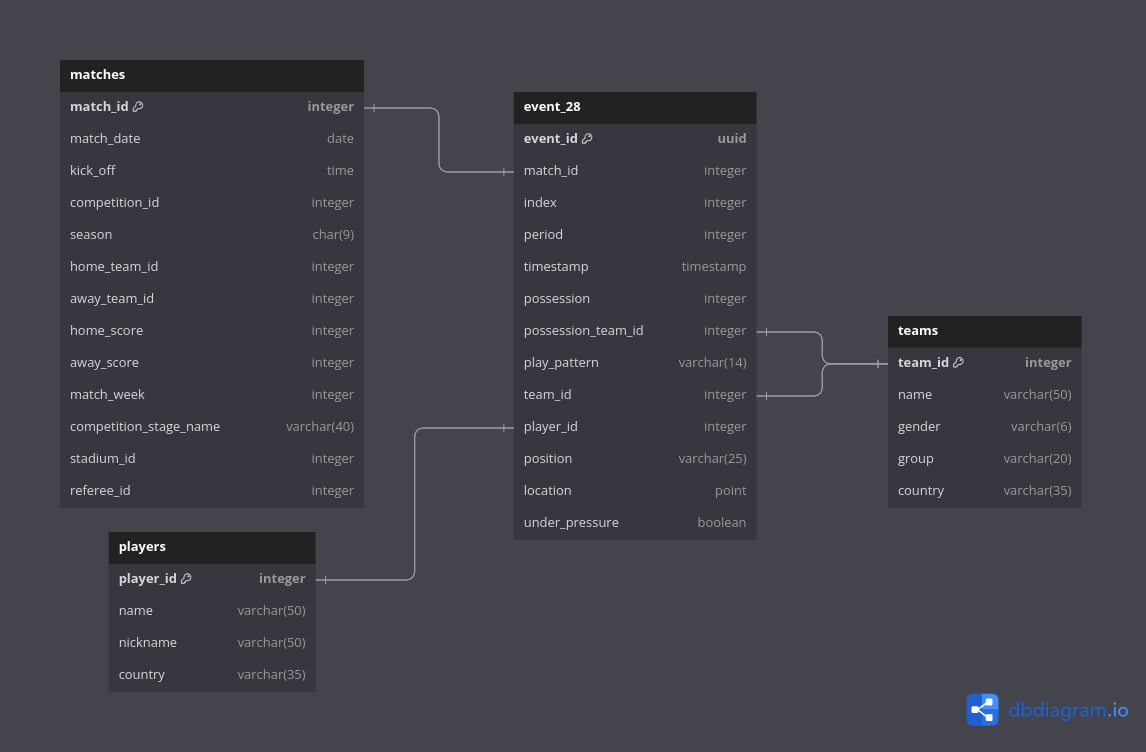 matches
match_id integer
match_date date
kick_off time
competition_id integer
season char(9)
home_team_id integer
away_team_id integer
home_score integer
away_score integer
match_week integer
competition_stage_name varchar(40)
stadium_id integer
referee_id integer
event_28
event_id uuid
match_id integer
index integer
period integer
timestamp timestamp
possession integer
possession_team_id integer
play_pattern varchar(14)
team_id integer
player_id integer
position varchar(25)
location point
under_pressure boolean
teams
team_id integer
name varchar(50)
gender varchar(6)
group varchar(20)
country varchar(35)
players
player_id integer
name varchar(50)
nickname varchar(50)
country varchar(35)
dbdiagram.io